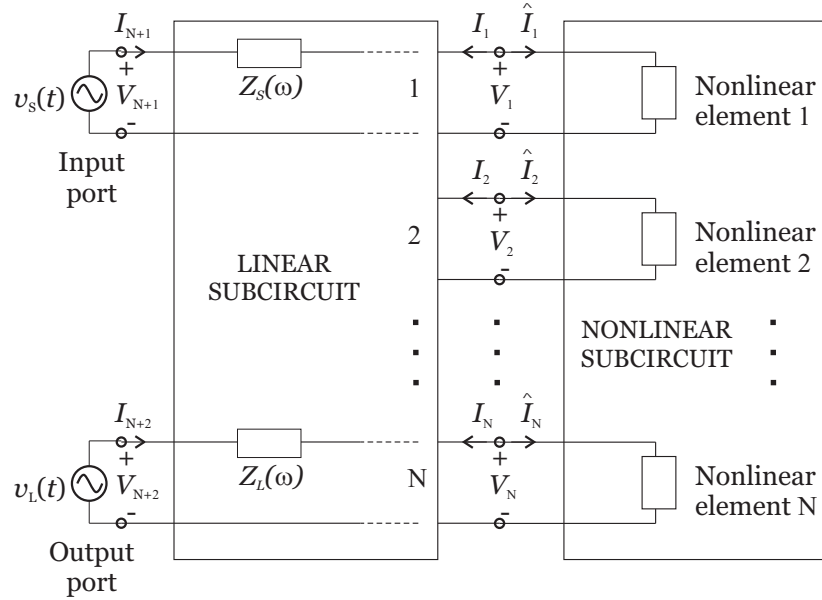 I_{N+1}
I_1 Î_1
+
V_{N+1}
-
v_S(t)
Z_S(ω)
1
+
V_1
-
Nonlinear
element 1
Input
port
I_2 Î_2
2
+
V_2
-
Nonlinear
element 2
LINEAR
SUBCIRCUIT
NONLINEAR
SUBCIRCUIT
I_{N+2}
I_N Î_N
+
V_{N+2}
-
v_L(t)
Z_L(ω)
N
+
V_N
-
Nonlinear
element N
Output
port